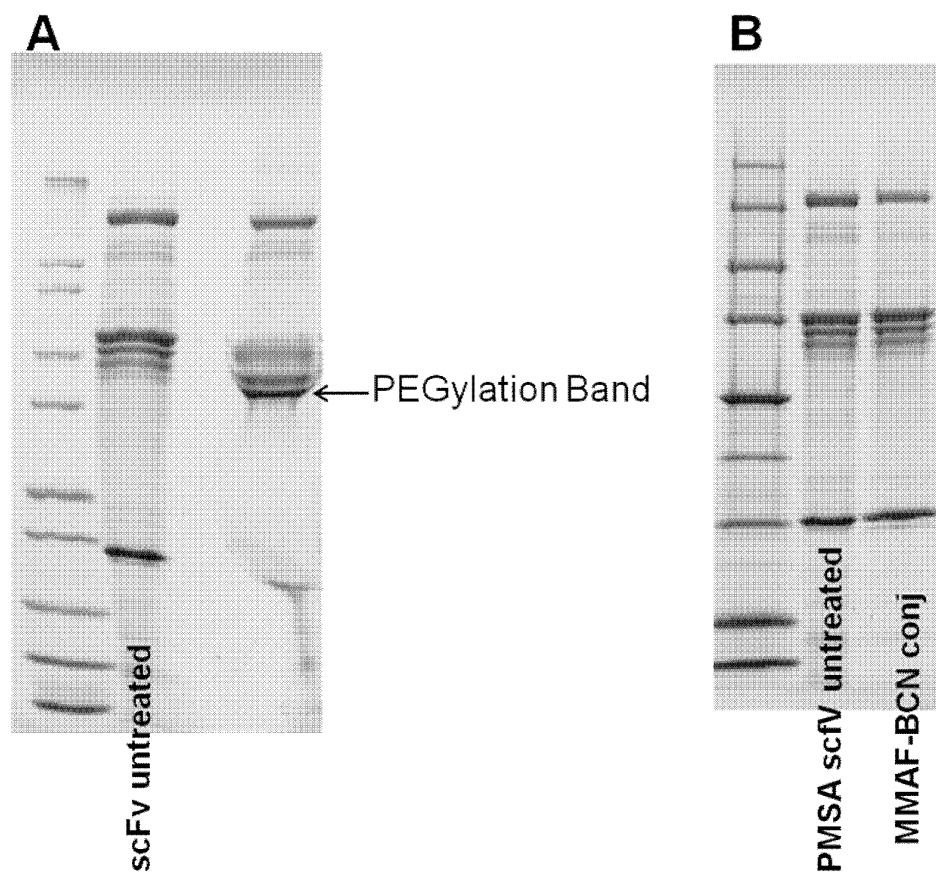 A
B
PEGylation Band
scFv untreated
PMSA scfV untreated
MMAF-BCN conj